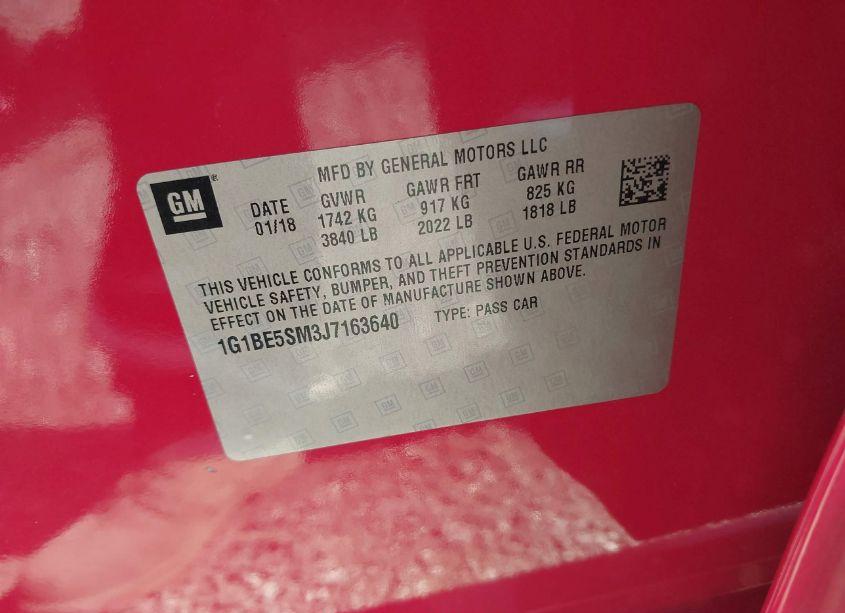 GM
MFD BY GENERAL MOTORS LLC
DATE GVWR GAWR FRT GAWR RR
01/18 1742 KG 917 KG 825 KG
3840 LB 2022 LB 1818 LB
THIS VEHICLE CONFORMS TO ALL APPLICABLE U.S. FEDERAL MOTOR
VEHICLE SAFETY, BUMPER, AND THEFT PREVENTION STANDARDS IN
EFFECT ON THE DATE OF MANUFACTURE SHOWN ABOVE.
1G1BE5SM3J7163640 TYPE: PASS CAR